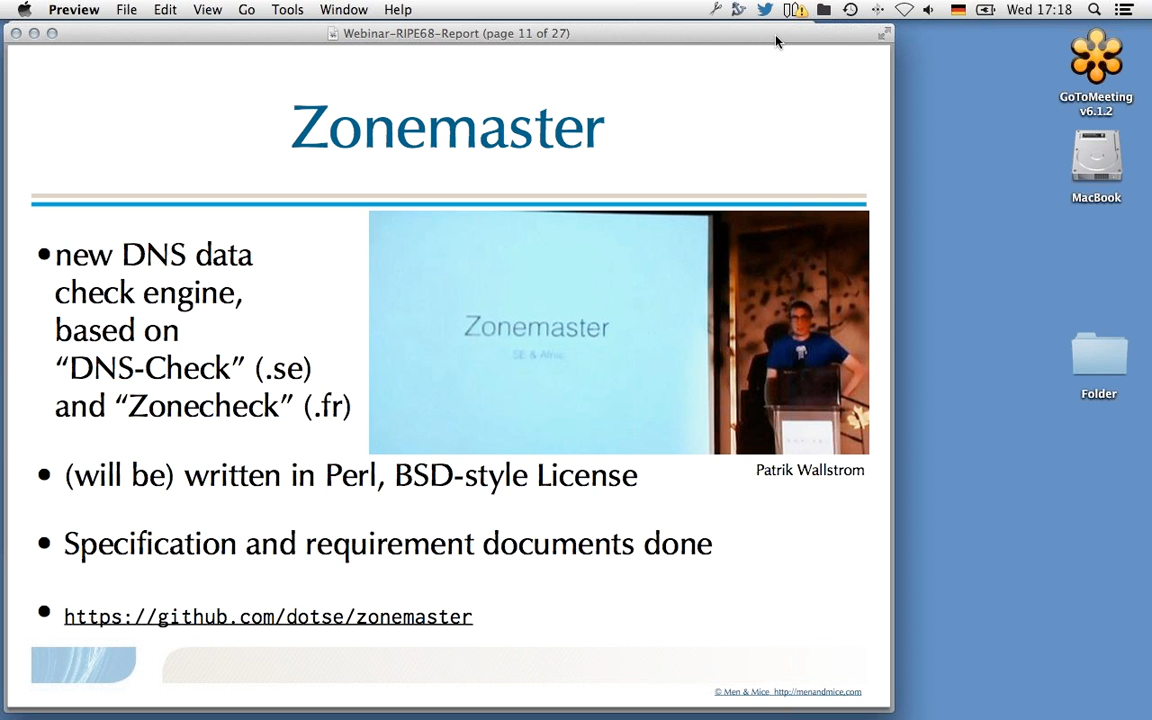 Preview File Edit View Go Tools Window Help Wed 17:18
Webinar-RIPE68-Report (page 11 of 27)
GoToMeeting
v6.1.2
MacBook
Folder
Zonemaster
•new DNS data
check engine,
based on
“DNS-Check” (.se)
and “Zonecheck” (.fr)
Zonemaster
.SE & Afnic
Patrik Wallstrom
• (will be) written in Perl, BSD-style License
• Specification and requirement documents done
• https://github.com/dotse/zonemaster
© Men & Mice http://menandmice.com